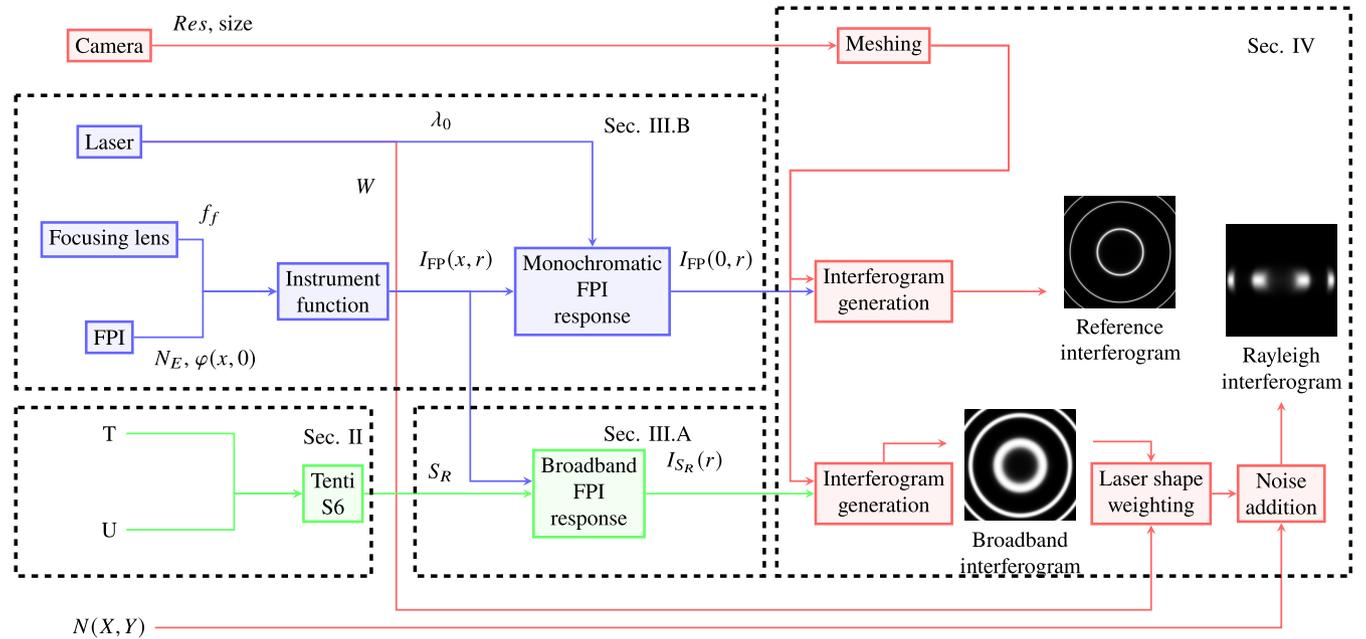 Res, size
Camera
Meshing
Sec. IV
λ₀
Sec. III.B
Laser
W
f_f
Focusing lens
I_FP(x, r)
I_FP(0, r)
Instrument
function
Monochromatic
FPI
response
Interferogram
generation
FPI
N_E, φ(x, 0)
Reference
interferogram
Rayleigh
interferogram
T
Sec. II
Sec. III.A
S_R
I_{S_R}(r)
Tenti
S6
Broadband
FPI
response
Interferogram
generation
Laser shape
weighting
Noise
addition
U
Broadband
interferogram
N(X, Y)